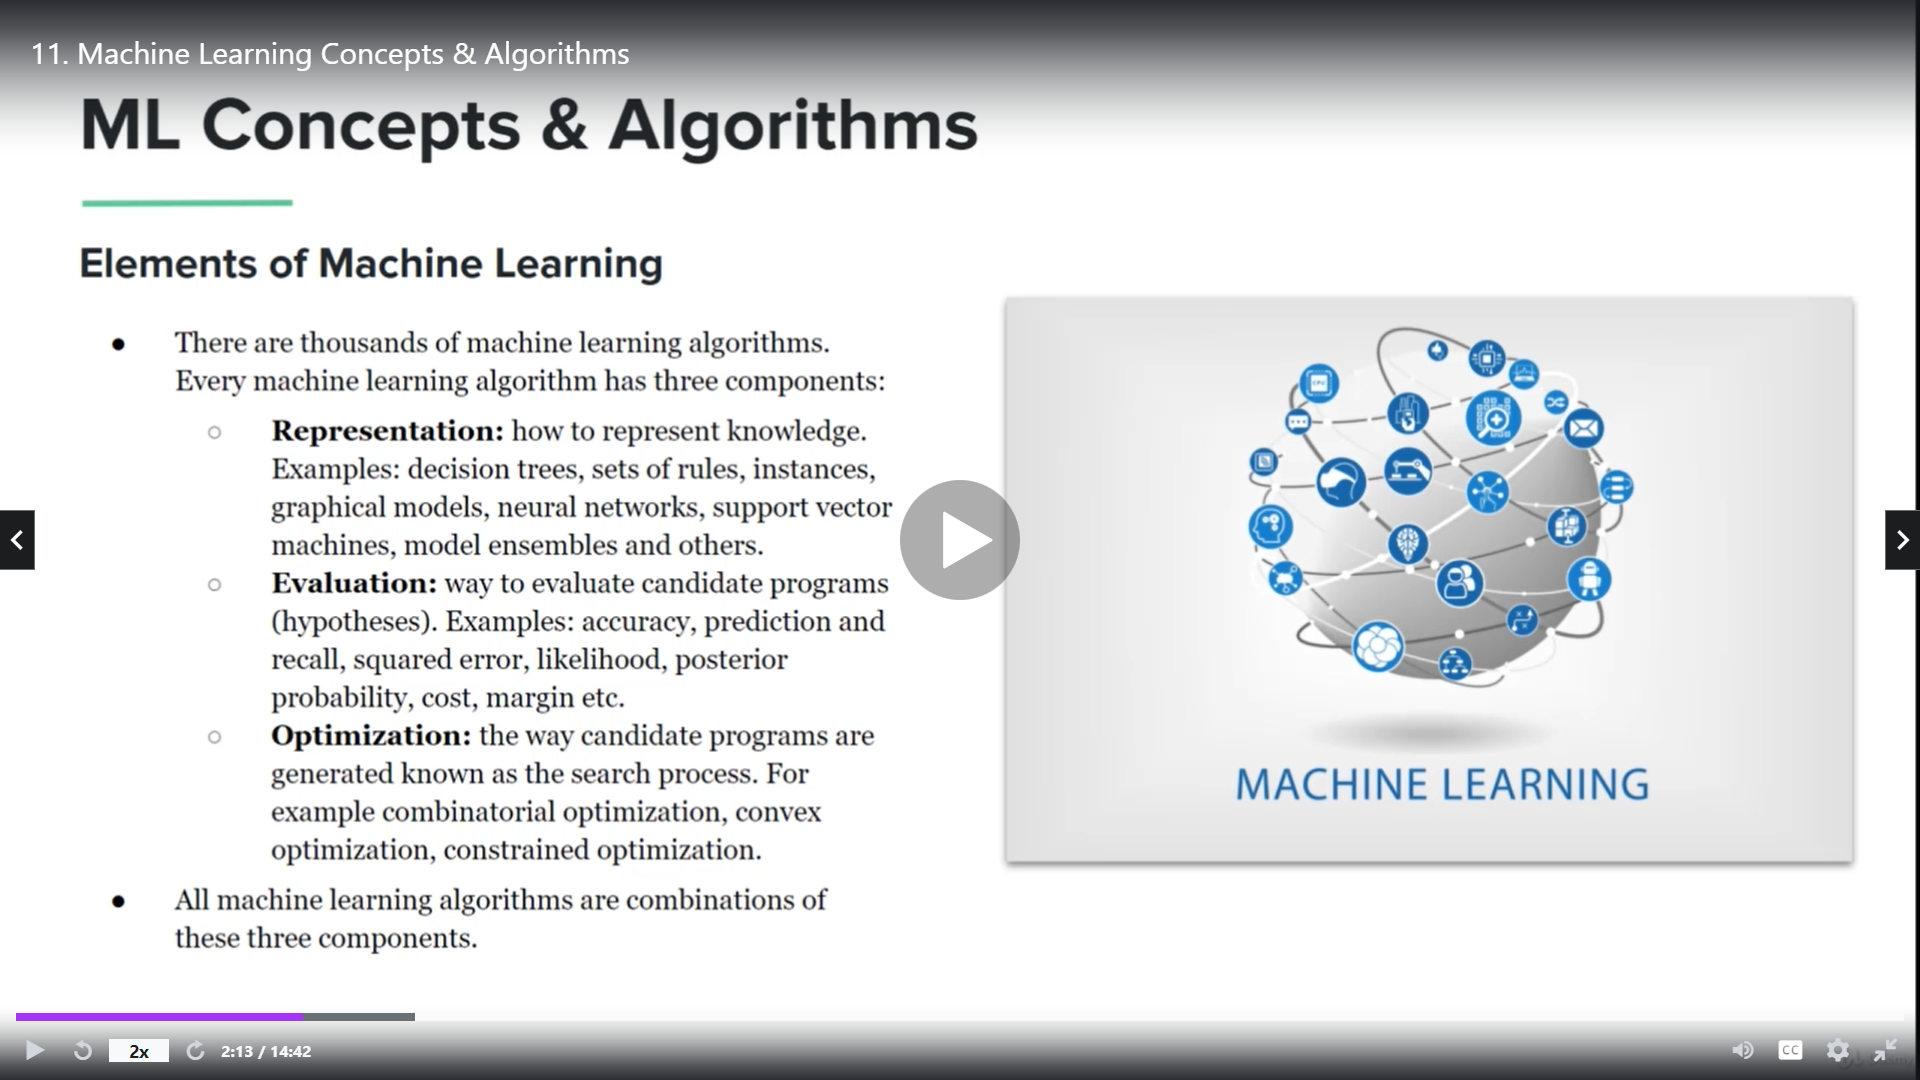 11. Machine Learning Concepts & Algorithms
ML Concepts & Algorithms
Elements of Machine Learning
● There are thousands of machine learning algorithms.
Every machine learning algorithm has three components:
○ Representation: how to represent knowledge.
Examples: decision trees, sets of rules, instances,
graphical models, neural networks, support vector
machines, model ensembles and others.
○ Evaluation: way to evaluate candidate programs
(hypotheses). Examples: accuracy, prediction and
recall, squared error, likelihood, posterior
probability, cost, margin etc.
○ Optimization: the way candidate programs are
generated known as the search process. For
example combinatorial optimization, convex
optimization, constrained optimization.
● All machine learning algorithms are combinations of
these three components.
CPU
MACHINE LEARNING
2x
2:13 / 14:42
CC